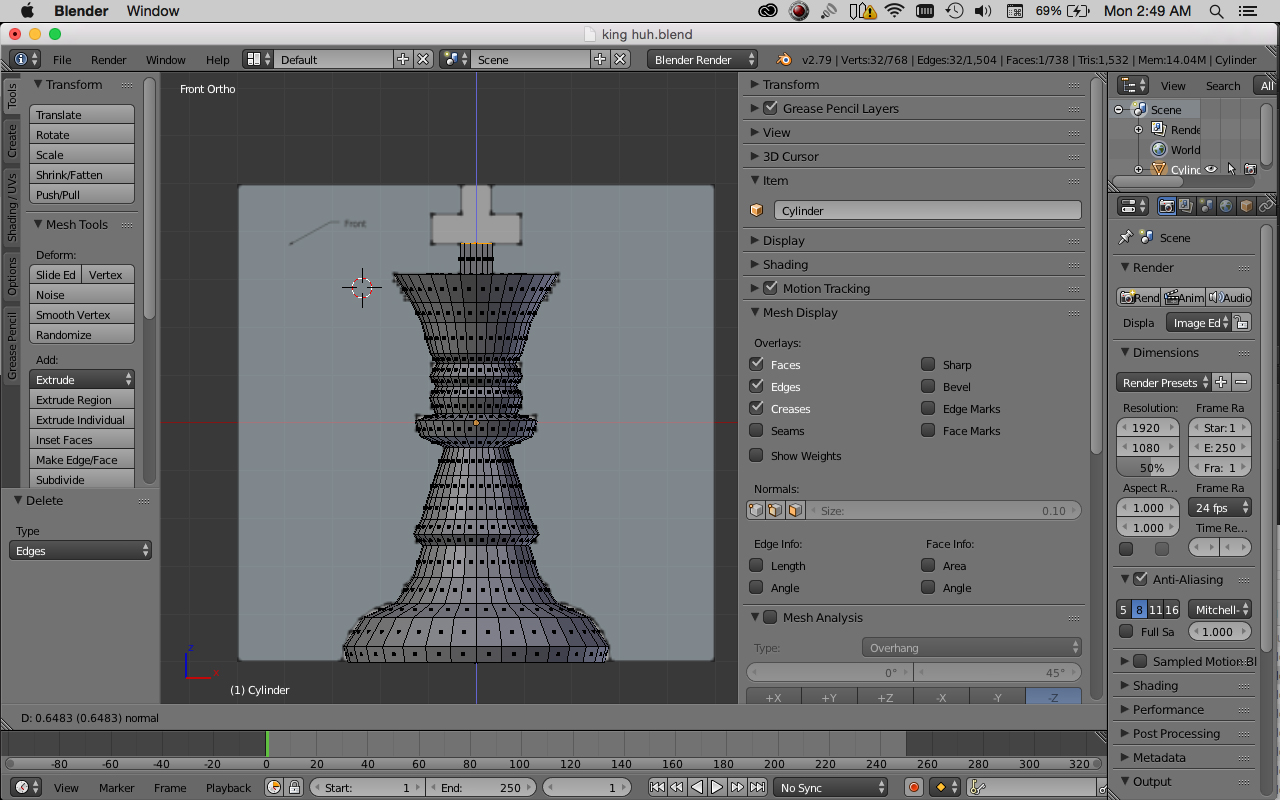 Blender Window 69% Mon 2:49 AM
king huh.blend
File Render Window Help Default Scene Blender Render v2.79 | Verts:32/768 | Edges:32/1,504 | Faces:1/738 | Tris:1,532 | Mem:14.04M | Cylinder
Tools
Create
Shading / UVs
Options
Grease Pencil
Transform
Translate
Rotate
Scale
Shrink/Fatten
Push/Pull
Mesh Tools
Deform:
Slide Ed Vertex
Noise
Smooth Vertex
Randomize
Add:
Extrude
Extrude Region
Extrude Individual
Inset Faces
Make Edge/Face
Subdivide
Delete
Type
Edges
Front Ortho
Front
z
x
(1) Cylinder
D: 0.6483 (0.6483) normal
Transform
Grease Pencil Layers
View
3D Cursor
Item
Cylinder
Display
Shading
Motion Tracking
Mesh Display
Overlays:
Faces Sharp
Edges Bevel
Creases Edge Marks
Seams Face Marks
Show Weights
Normals:
Size: 0.10
Edge Info: Face Info:
Length Area
Angle Angle
Mesh Analysis
Type: Overhang
0° 45°
+X +Y +Z -X -Y -Z
View Search All
Scene
Rende
World
Cylind
Scene
Render
Rend Anim Audio
Displa Image Ed
Dimensions
Render Presets
Resolution: Frame Ra
1920 Star: 1
1080 E: 250
50% Fra: 1
Aspect R... Frame Ra
1.000 24 fps
1.000 Time Re...
Anti-Aliasing
5 8 11 16 Mitchell-
Full Sa 1.000
Sampled Motion Bl
Shading
Performance
Post Processing
Metadata
Output
-80 -60 -40 -20 0 20 40 60 80 100 120 140 160 180 200 220 240 260 280 300 320
View Marker Frame Playback Start: 1 End: 250 1 No Sync